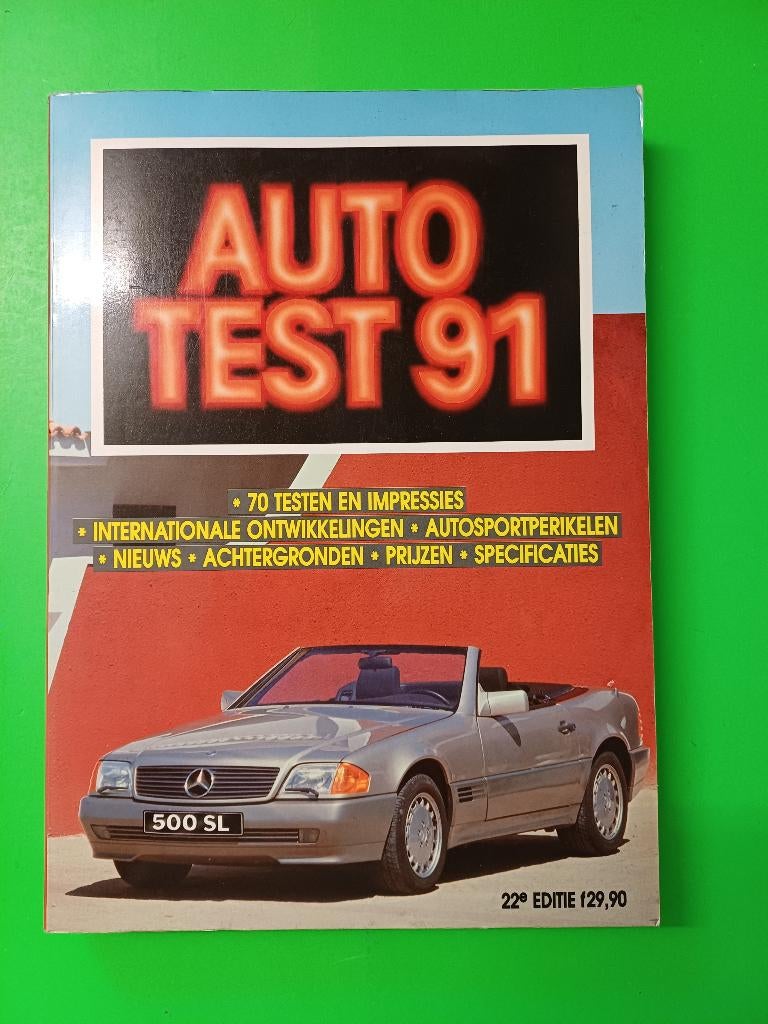 AUTO
TEST 91
* 70 TESTEN EN IMPRESSIES
* INTERNATIONALE ONTWIKKELINGEN * AUTOSPORTPERIKELEN
* NIEUWS * ACHTERGRONDEN * PRIJZEN * SPECIFICATIES
500 SL
22e EDITIE f29,90